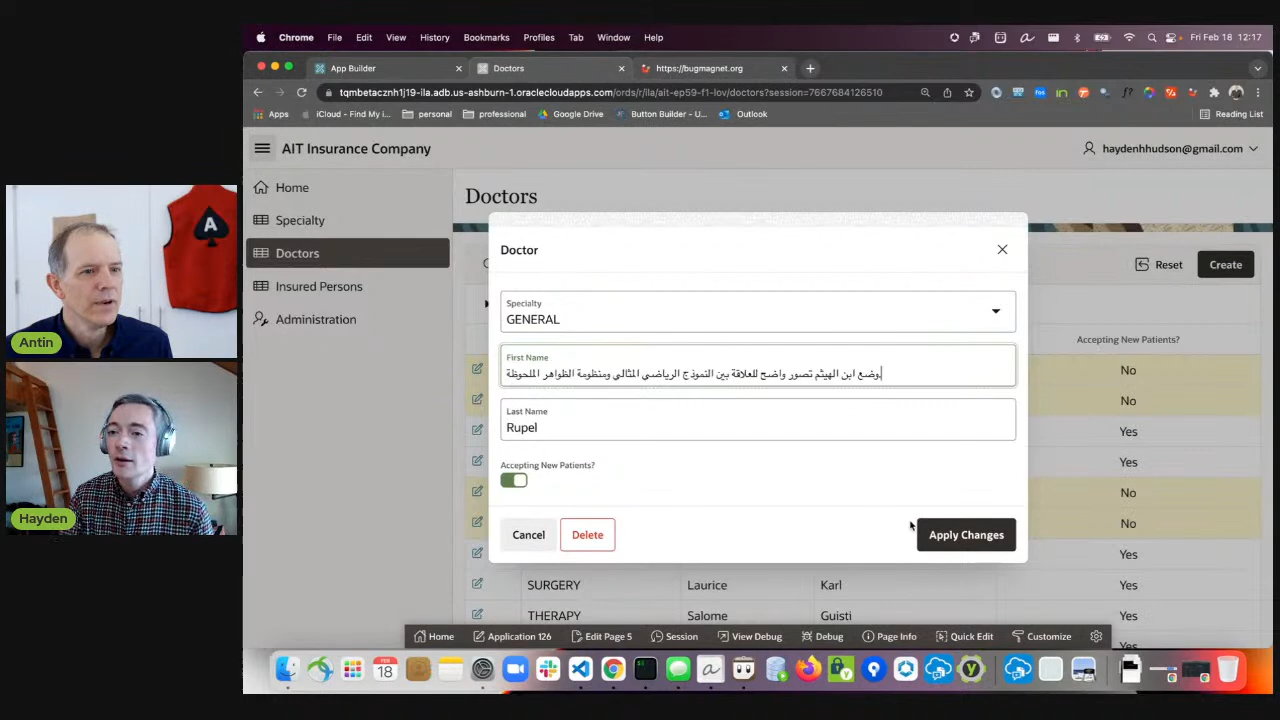 Chrome File Edit View History Bookmarks Profiles Tab Window Help
Fri Feb 18 12:17
App Builder
Doctors
https://bugmagnet.org
tqmbetacznh1j19-ila.adb.us-ashburn-1.oraclecloudapps.com/ords/r/ila/ait-ep59-f1-lov/doctors?session=7667684126510
Apps
iCloud - Find My i...
personal
professional
Google Drive
Button Builder - U...
Outlook
Reading List
AIT Insurance Company
haydenhhudson@gmail.com
Home
Specialty
Doctors
Insured Persons
Administration
Doctors
Reset
Create
Doctor
Specialty
GENERAL
First Name
وضع ابن الهيثم تصور واضح للعلاقة بين النموذج الرياضي المثالي ومنظومة الظواهر الملحوظة.
Last Name
Rupel
Accepting New Patients?
Cancel
Delete
Apply Changes
Accepting New Patients?
No
No
Yes
Yes
No
No
Yes
SURGERY Laurice Karl Yes
THERAPY Salome Guisti Yes
Home
Application 126
Edit Page 5
Session
View Debug
Debug
Page Info
Quick Edit
Customize
FEB
18
A
Antin
Hayden